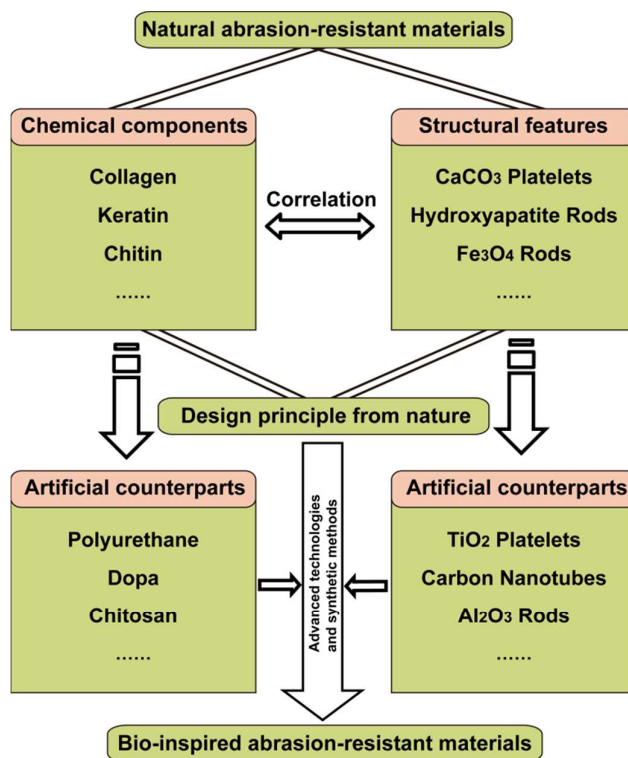 Natural abrasion-resistant materials
Chemical components
Collagen
Keratin
Chitin
......
Correlation
Structural features
CaCO₃ Platelets
Hydroxyapatite Rods
Fe₃O₄ Rods
......
Design principle from nature
Artificial counterparts
Polyurethane
Dopa
Chitosan
......
Advanced technologies
and synthetic methods
Artificial counterparts
TiO₂ Platelets
Carbon Nanotubes
Al₂O₃ Rods
......
Bio-inspired abrasion-resistant materials